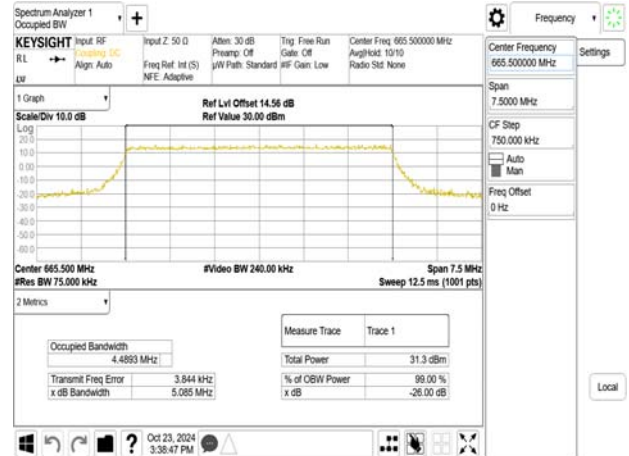 Spectrum Analyzer 1
Occupied BW
Frequency
KEYSIGHT
RL
Input: RF
Coupling: DC
Align: Auto
Input Z: 50 Ω
Freq Ref: Int (S)
NFE: Adaptive
Atten: 30 dB
Preamp: Off
µW Path: Standard
Trig: Free Run
Gate: Off
#IF Gain: Low
Center Freq: 665.500000 MHz
Avg|Hold: 10/10
Radio Std: None
LW
1 Graph
Scale/Div 10.0 dB
Ref Lvl Offset 14.56 dB
Ref Value 30.00 dBm
Log
20.0
10.0
0.00
-10.0
-20.0
-30.0
-40.0
-50.0
-60.0
Center 665.500 MHz
#Res BW 75.000 kHz
#Video BW 240.00 kHz
Span 7.5 MHz
Sweep 12.5 ms (1001 pts)
2 Metrics
Occupied Bandwidth
4.4893 MHz
Transmit Freq Error 3.844 kHz
x dB Bandwidth 5.085 MHz
Measure Trace Trace 1
Total Power 31.3 dBm
% of OBW Power 99.00 %
x dB -26.00 dB
Oct 23, 2024
3:38:47 PM
Center Frequency
665.500000 MHz
Settings
Span
7.5000 MHz
CF Step
750.000 kHz
Auto
Man
Freq Offset
0 Hz
Local